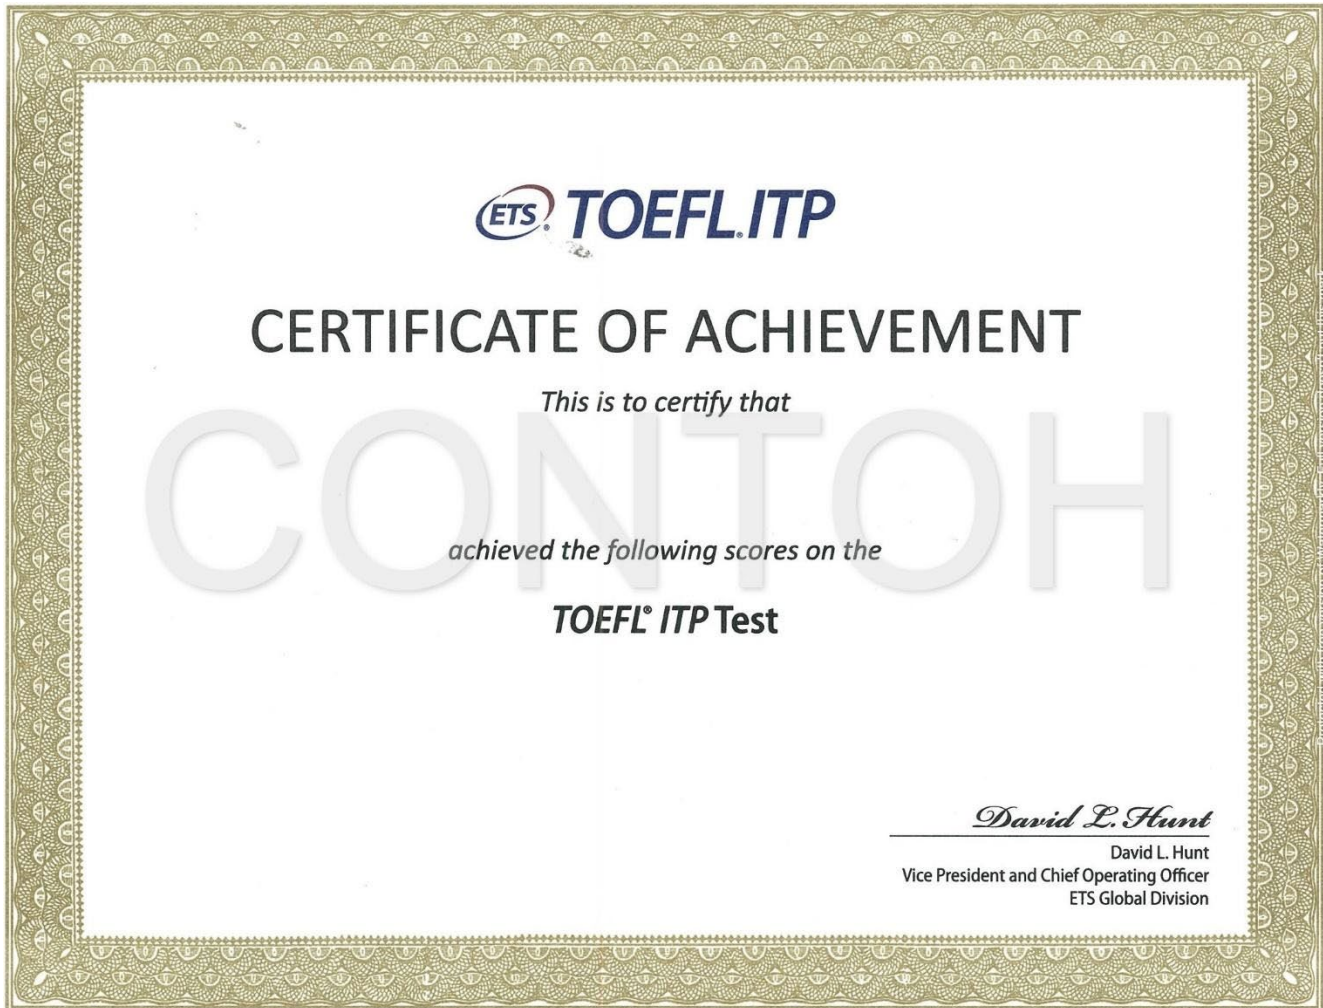 ETS® TOEFL®ITP
CERTIFICATE OF ACHIEVEMENT
This is to certify that
CONTOH
achieved the following scores on the
TOEFL® ITP Test
David L. Hunt
David L. Hunt
Vice President and Chief Operating Officer
ETS Global Division